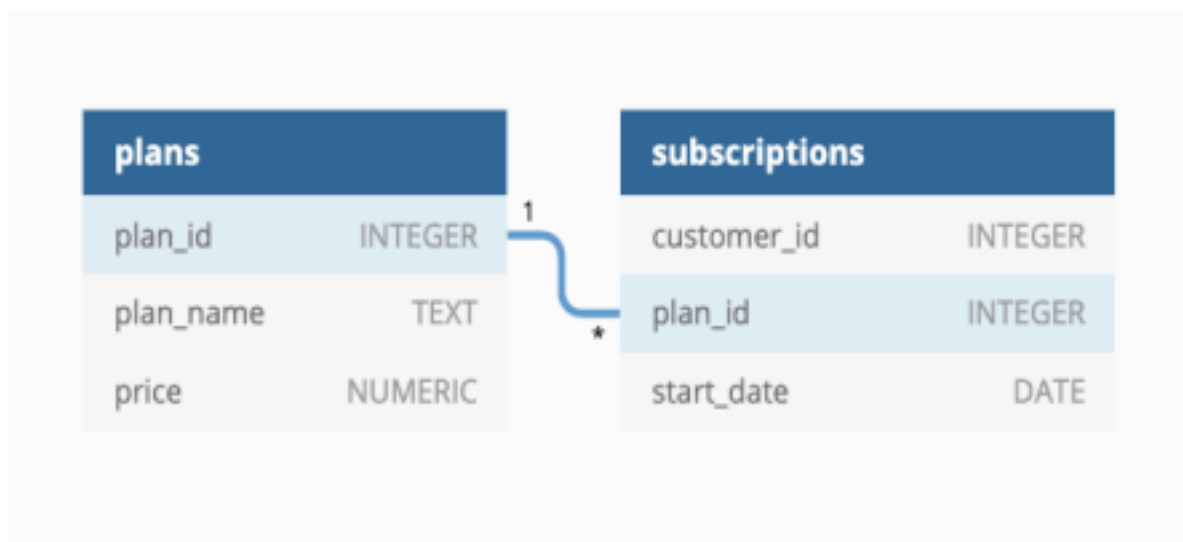 plans
plan_id INTEGER
plan_name TEXT
price NUMERIC
1
*
subscriptions
customer_id INTEGER
plan_id INTEGER
start_date DATE